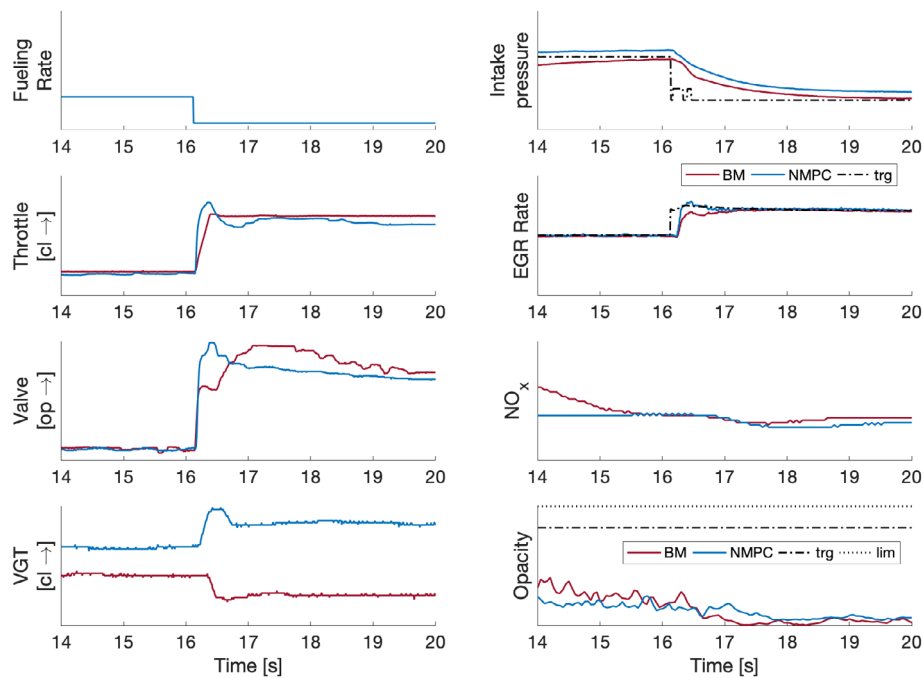 Fueling
Rate
14 15 16 17 18 19 20
Intake
pressure
14 15 16 17 18 19 20
Throttle
[cl →]
14 15 16 17 18 19 20
BM NMPC trg
EGR Rate
14 15 16 17 18 19 20
Valve
[op →]
14 15 16 17 18 19 20
NOx
14 15 16 17 18 19 20
VGT
[cl →]
14 15 16 17 18 19 20
Time [s]
BM NMPC trg lim
Opacity
14 15 16 17 18 19 20
Time [s]